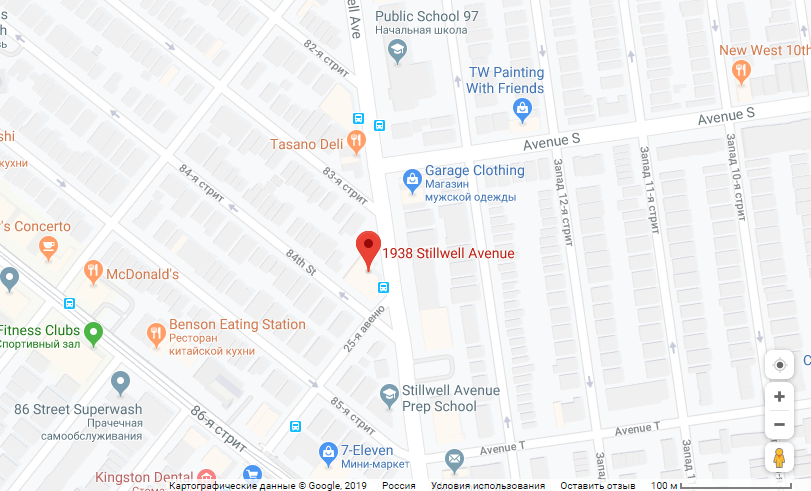 well Ave
Public School 97
Начальная школа
82-я стрит
New West 10th
TW Painting
With Friends
Avenue S
Avenue S
Tasano Deli
shi
кухни
83-я стрит
84-я стрит
Garage Clothing
Магазин
мужской одежды
Запад 12-я стрит
Запад 11-я стрит
Запад 10-я стрит
's Concerto
McDonald's
84th St
1938 Stillwell Avenue
25-я авеню
Fitness Clubs
Спортивный зал
Benson Eating Station
Ресторан
китайской кухни
86 Street Superwash
Прачечная
самообслуживания
86-я стрит
85-я стрит
Stillwell Avenue
Prep School
Avenue T
Avenue T
7-Eleven
Мини-маркет
Kingston Dental
Запад
Запад 1
Картографические данные © Google, 2019
Россия
Условия использования
Оставить отзыв
100 м